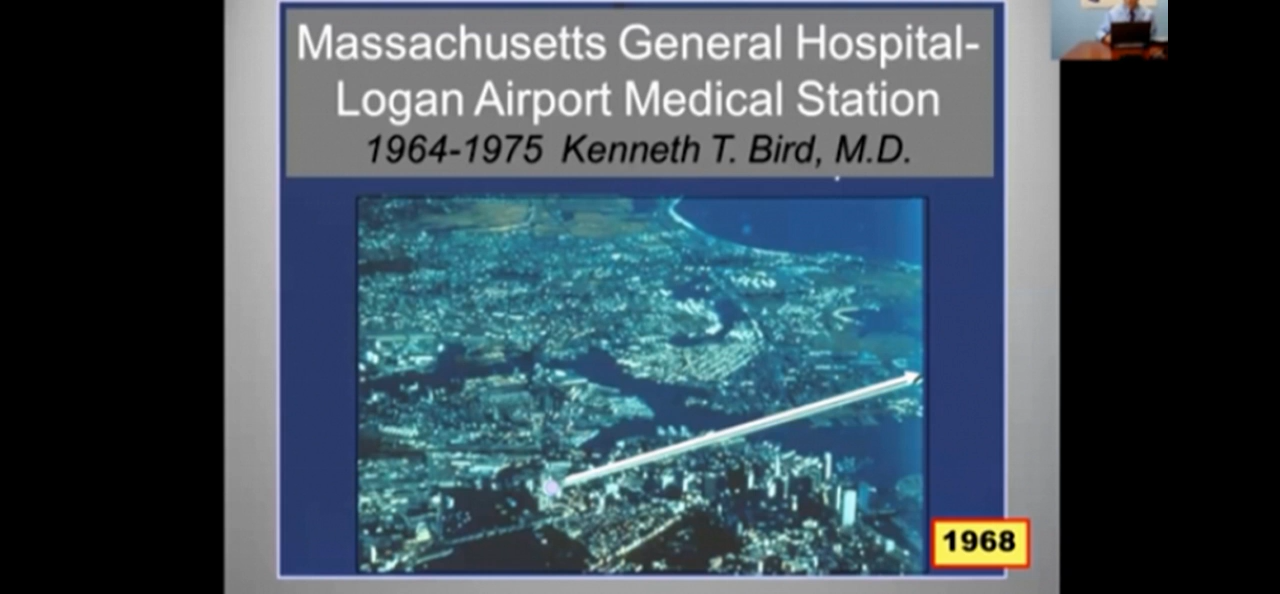 Massachusetts General Hospital-
Logan Airport Medical Station
1964-1975 Kenneth T. Bird, M.D.
1968